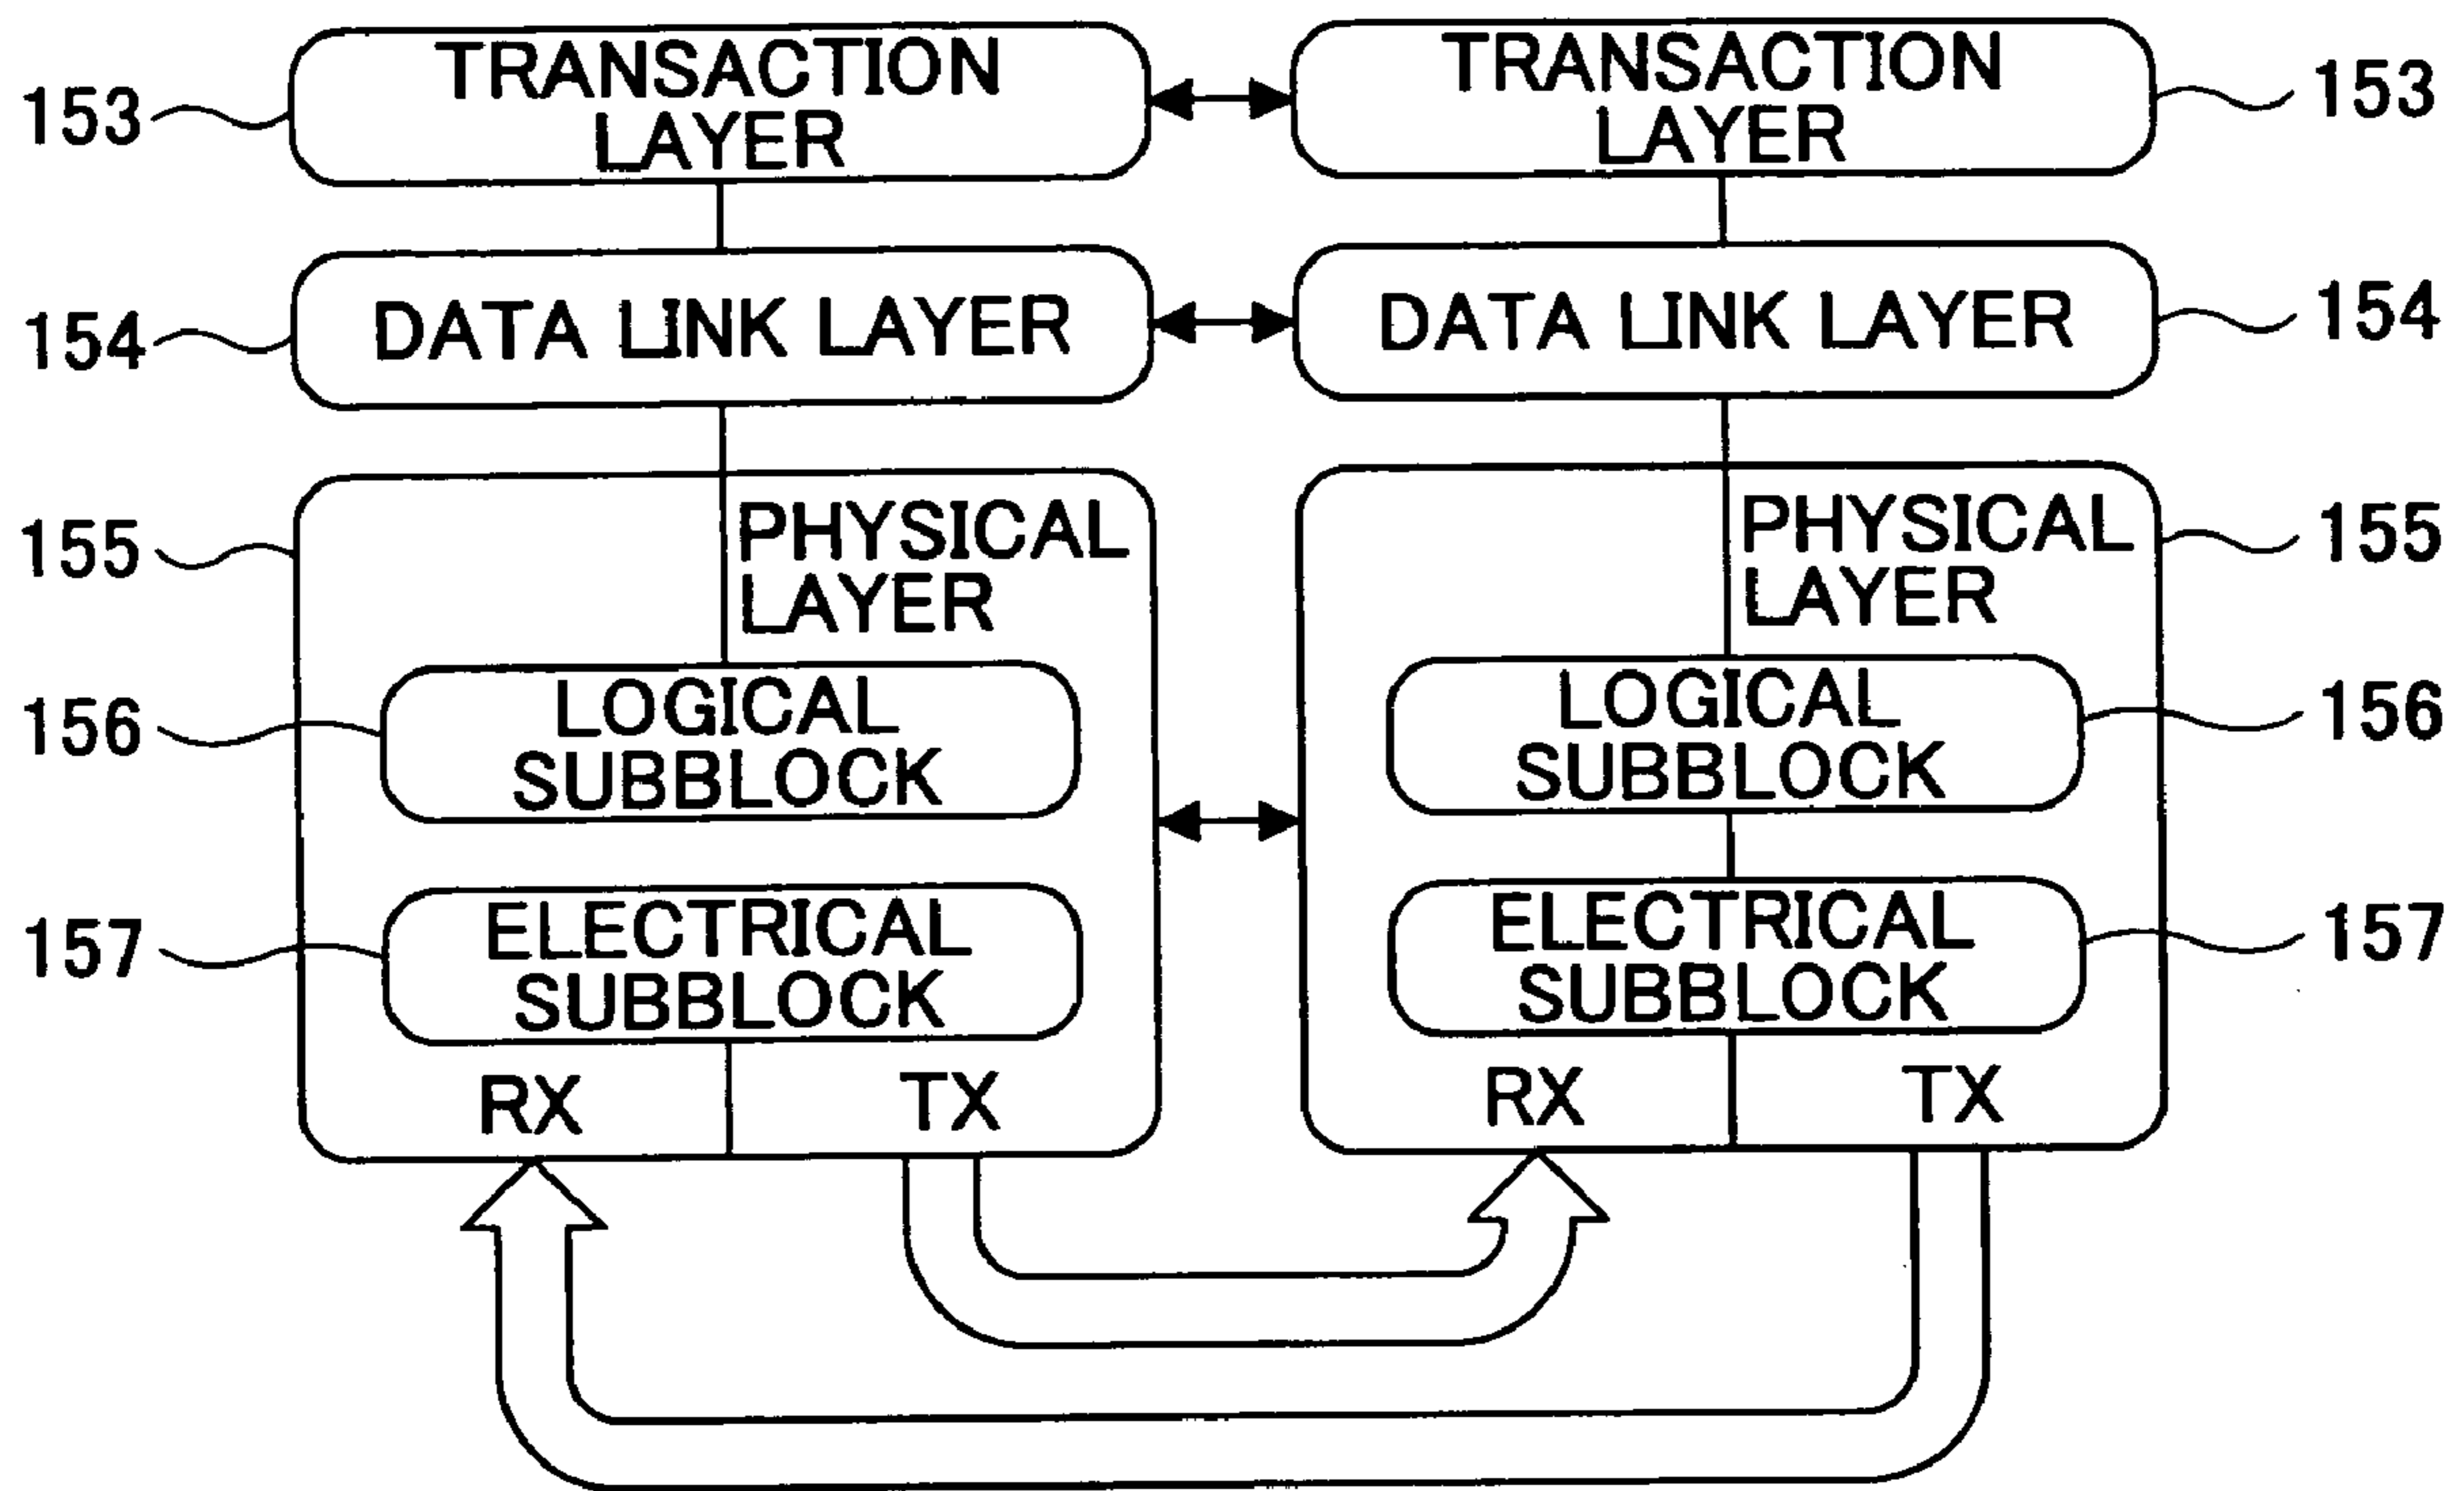 TRANSACTION
LAYER
TRANSACTION
LAYER
153
153
DATA LINK LAYER
DATA LINK LAYER
154
154
PHYSICAL
LAYER
PHYSICAL
LAYER
155
155
LOGICAL
SUBBLOCK
LOGICAL
SUBBLOCK
156
156
ELECTRICAL
SUBBLOCK
ELECTRICAL
SUBBLOCK
157
157
RX
TX
RX
TX